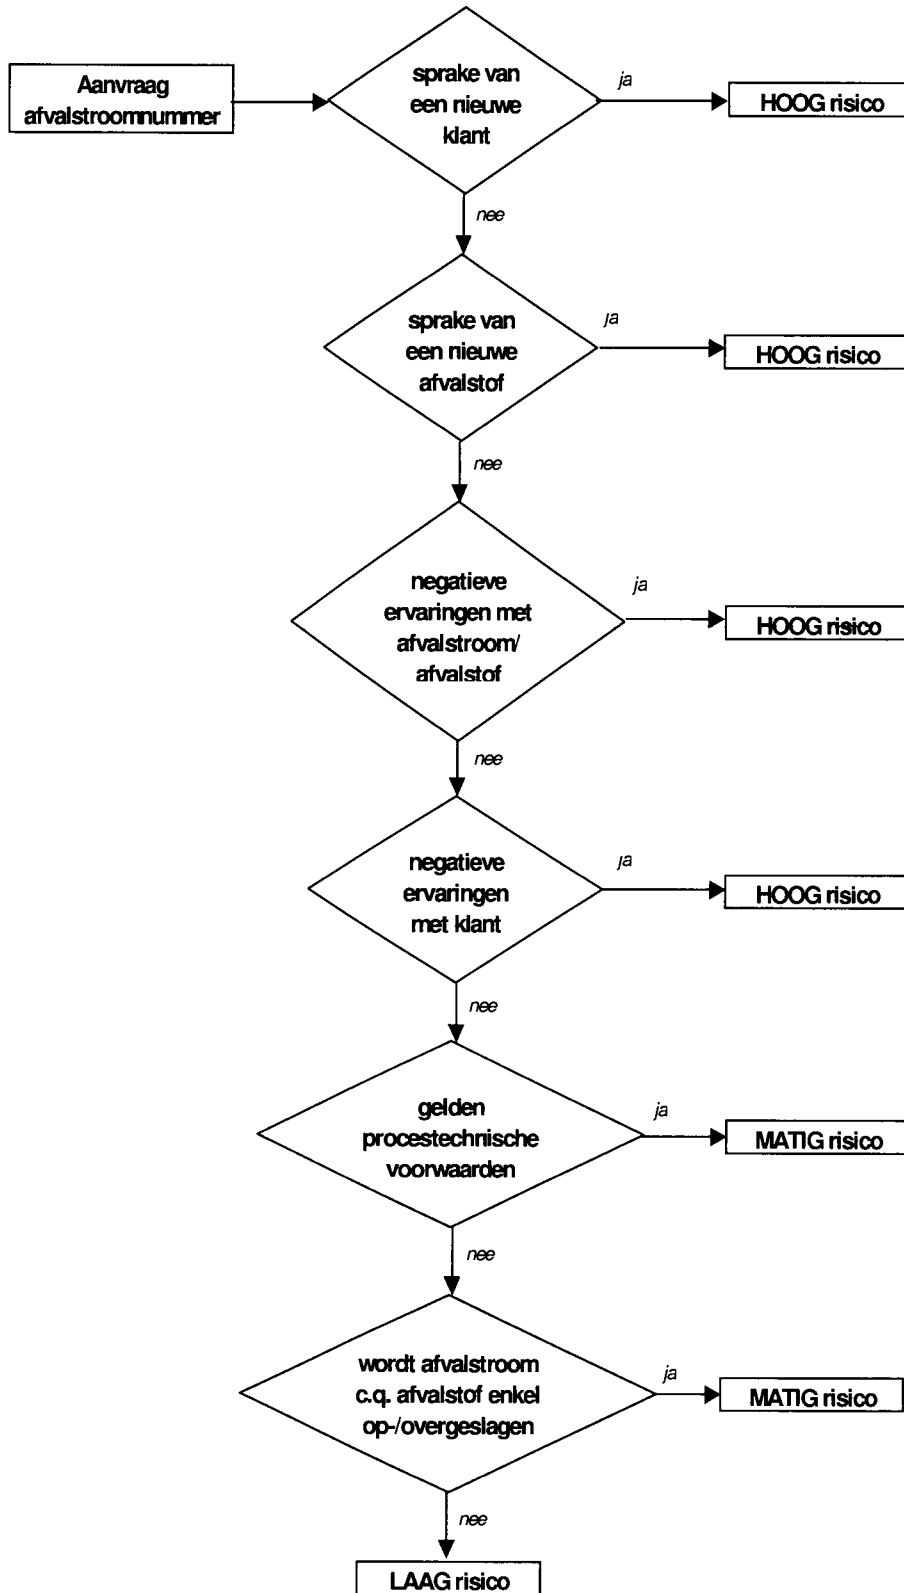 Aanvraag
afvalstroomnummer
sprake van
een nieuwe
klant
ja
HOOG risico
nee
sprake van
een nieuwe
afvalstof
ja
HOOG risico
nee
negatieve
ervaringen met
afvalstroom/
afvalstof
ja
HOOG risico
nee
negatieve
ervaringen
met klant
ja
HOOG risico
nee
gelden
procestechnische
voorwaarden
ja
MATIG risico
nee
wordt afvalstroom
c.q. afvalstof enkel
op-/overgeslagen
ja
MATIG risico
nee
LAAG risico